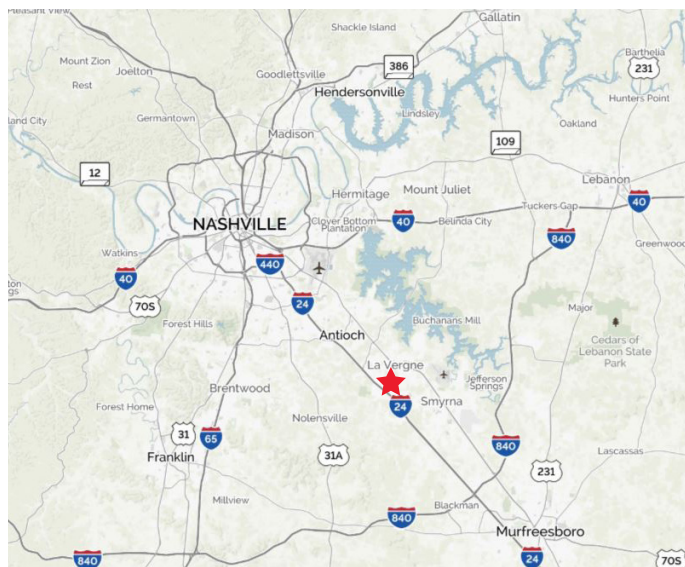 Pleasant View
Gallatin
Shackle Island
Barthelia
Mount Zion
386
231
Joelton
Goodlettsville
Rest
Hendersonville
Hunters Point
land City
Germantown
Lindsley
Oakland
Madison
109
12
Lebanon
Hermitage
Mount Juliet
40
Tuckers Gap
NASHVILLE
Clover Bottom
Plantation
40
Belinda City
840
Greenwood
Watkins
440
ton
gs
40
70S
24
Major
Forest Hills
Buchanans Mill
Antioch
Cedars of
Lebanon State
Park
La Vergne
Jefferson
Springs
Brentwood
Smyrna
24
Forest Home
Nolensville
31
65
840
Lascassas
Franklin
31A
231
Millview
Blackman
840
Murfreesboro
840
24
70S